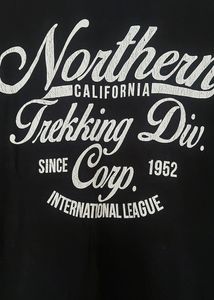 Northern
CALIFORNIA
Trekking Div.
SINCE Corp. 1952
INTERNATIONAL LEAGUE